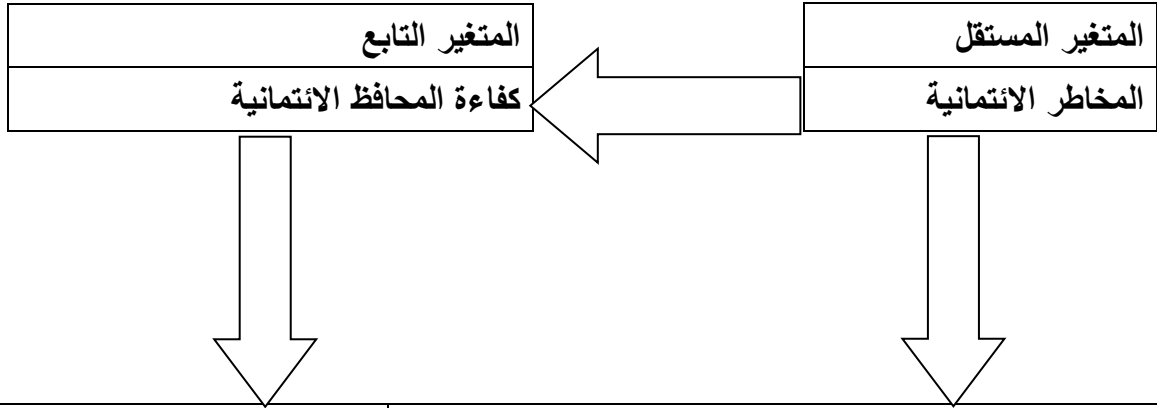 المتغير المستقل
المخاطر الائتمانية
المتغير التابع
كفاءة المحافظ الائتمانية